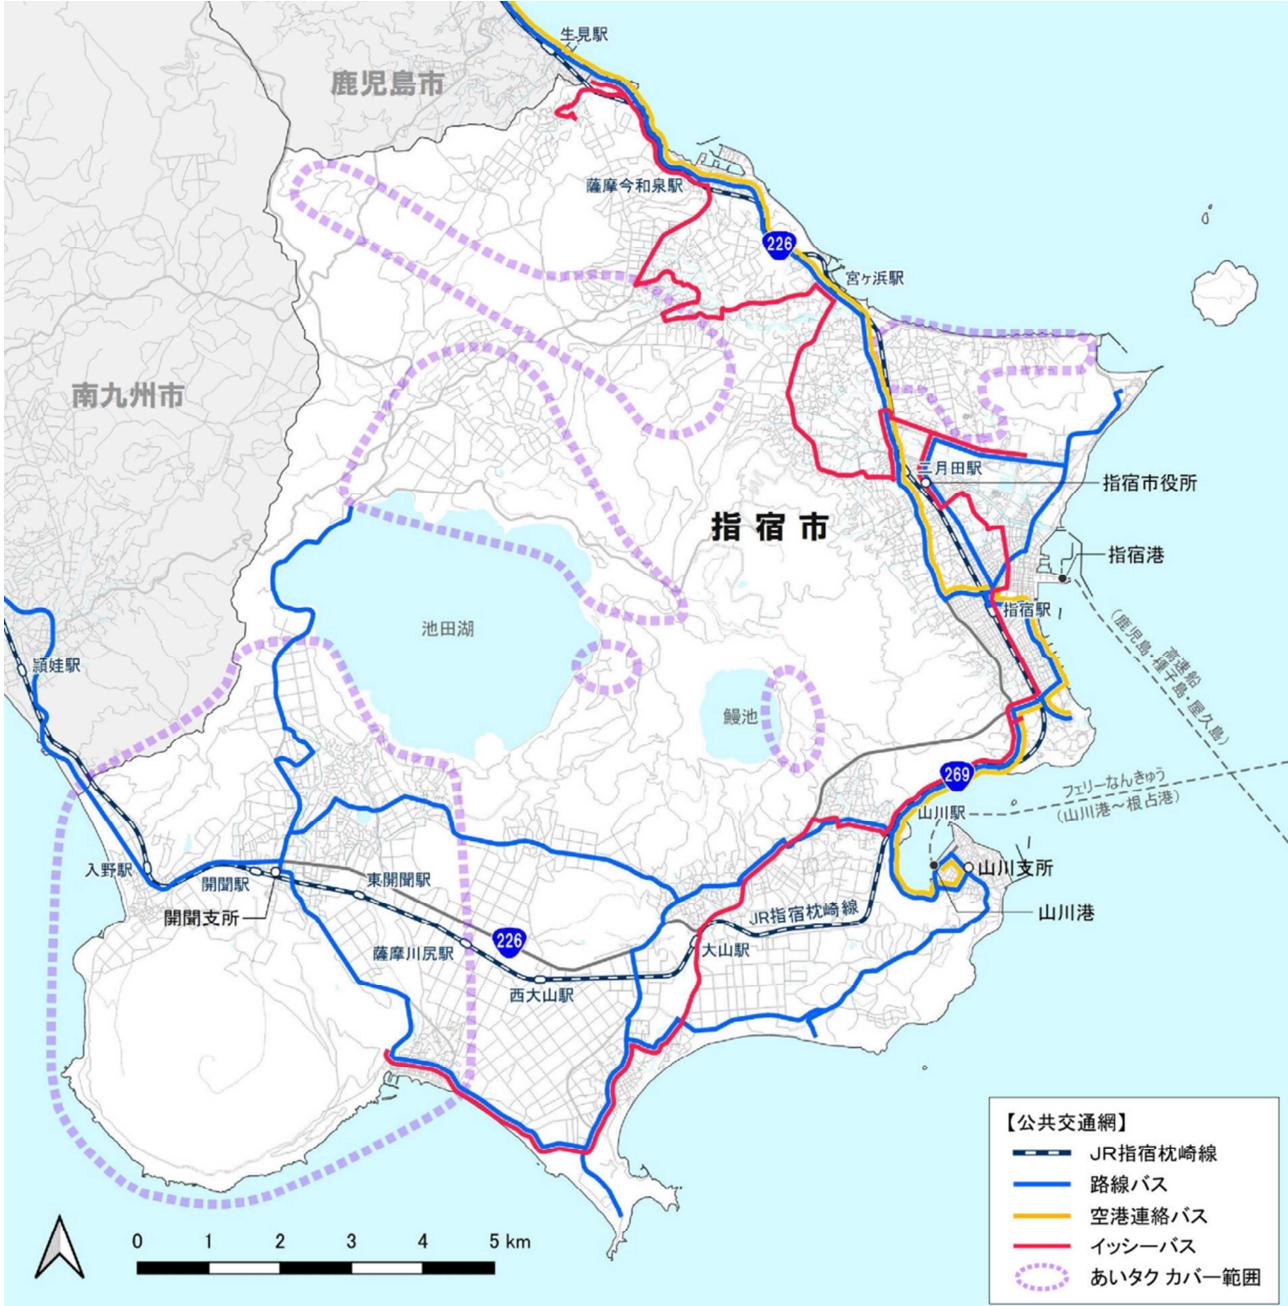 生見駅
鹿児島市
薩摩今和泉駅
226
宮ヶ浜駅
南九州市
二月田駅
指宿市役所
指宿市
指宿港
指宿駅
(鹿児島・種子島・屋久島)
高速船
池田湖
頴娃駅
鰻池
269
フェリーなんきゅう
(山川港～根占港)
山川駅
入野駅
開聞駅
東開聞駅
山川支所
開聞支所
JR指宿枕崎線
山川港
226
薩摩川尻駅
大山駅
西大山駅
【公共交通網】
JR指宿枕崎線
路線バス
空港連絡バス
イッシーバス
あいタク カバー範囲
0 1 2 3 4 5 km